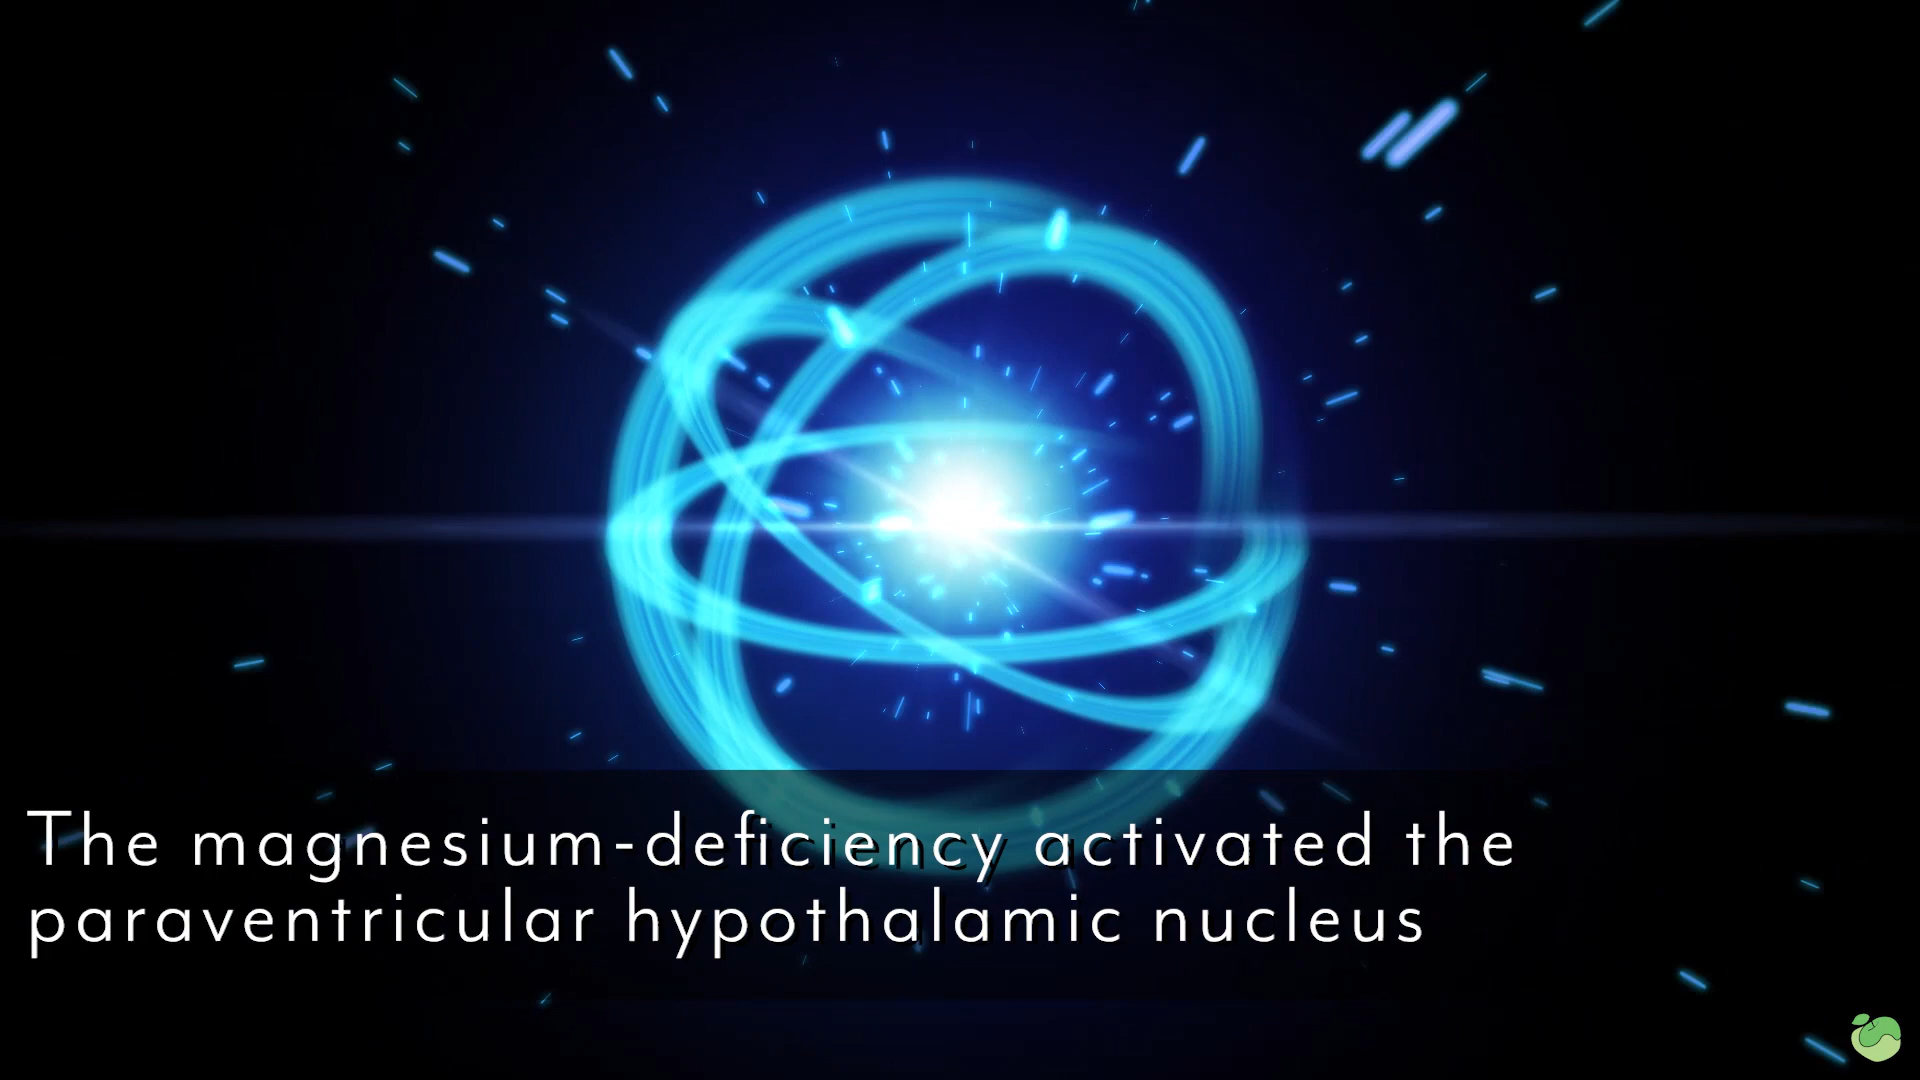 The magnesium-deficiency activated the
paraventricular hypothalamic nucleus